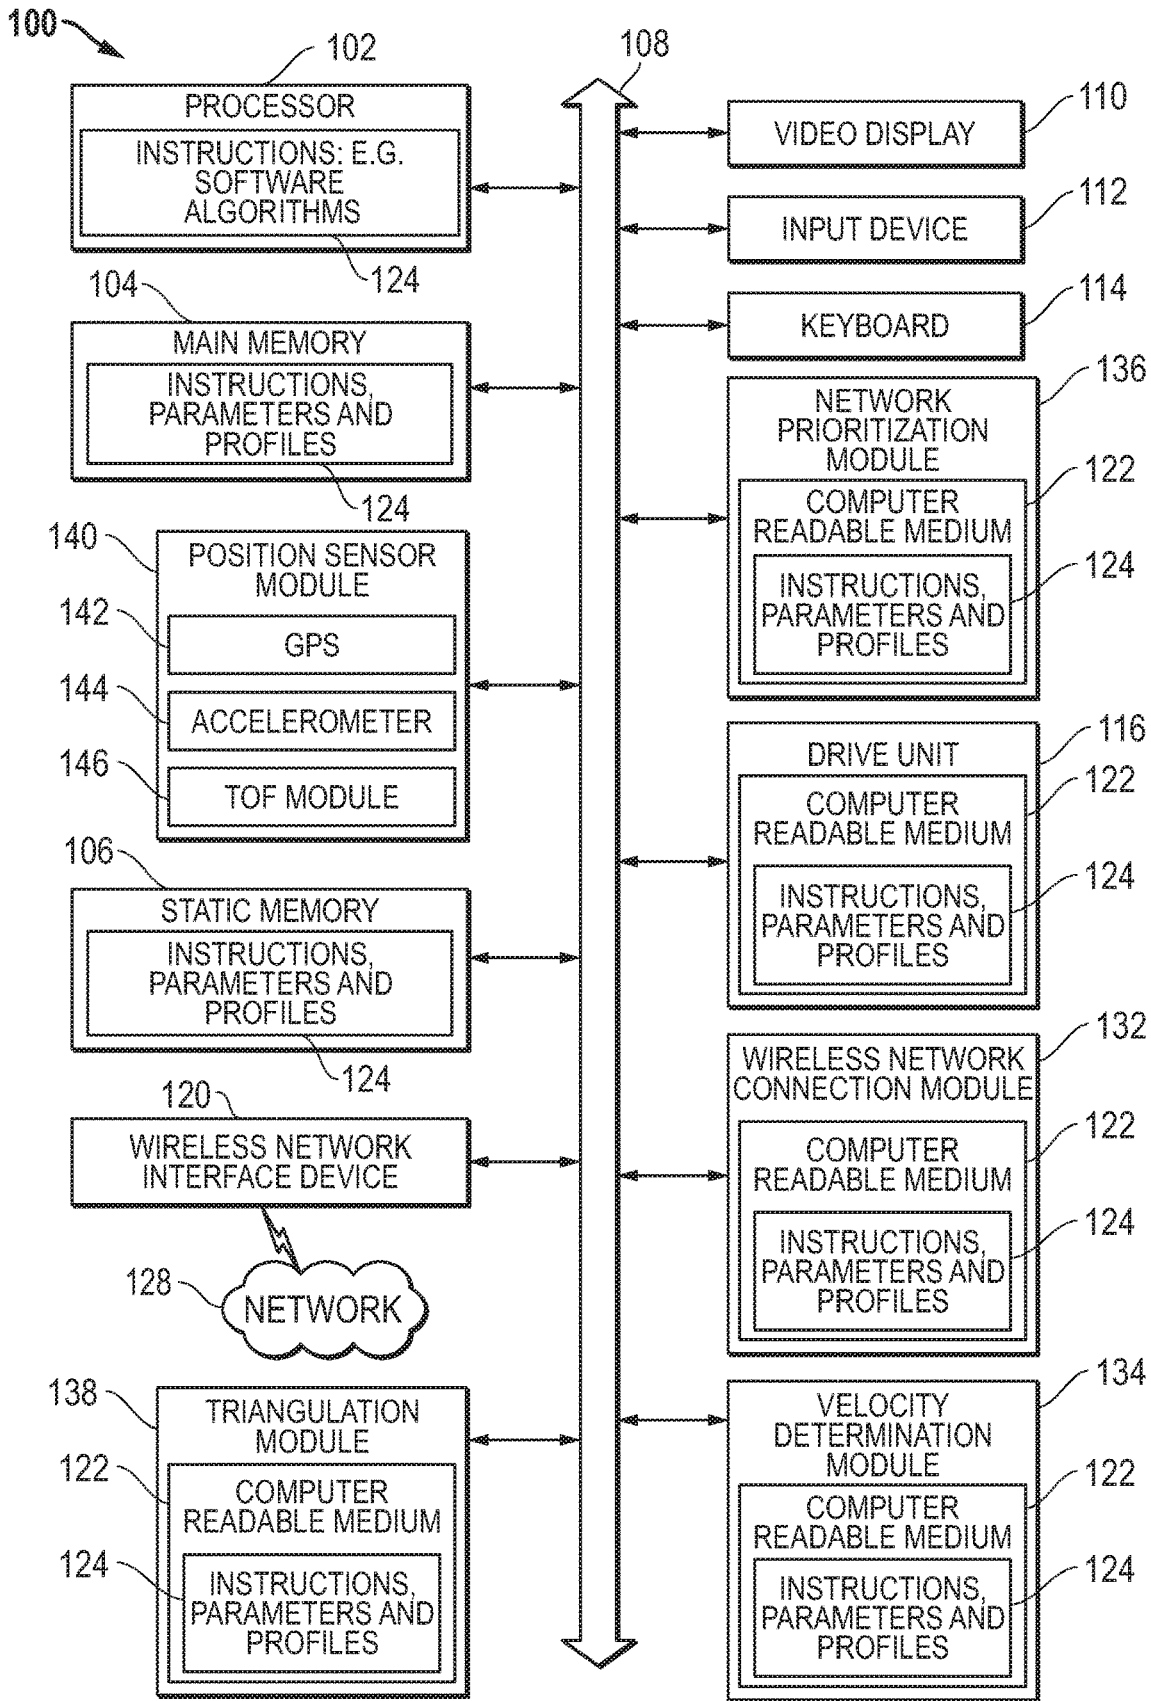 100
102
PROCESSOR
INSTRUCTIONS: E.G.
SOFTWARE
ALGORITHMS
124
104
MAIN MEMORY
INSTRUCTIONS,
PARAMETERS AND
PROFILES
124
140
POSITION SENSOR
MODULE
142
GPS
144
ACCELEROMETER
146
TOF MODULE
106
STATIC MEMORY
INSTRUCTIONS,
PARAMETERS AND
PROFILES
124
120
WIRELESS NETWORK
INTERFACE DEVICE
128
NETWORK
138
TRIANGULATION
MODULE
122
COMPUTER
READABLE MEDIUM
124
INSTRUCTIONS,
PARAMETERS AND
PROFILES
108
110
VIDEO DISPLAY
112
INPUT DEVICE
114
KEYBOARD
136
NETWORK
PRIORITIZATION
MODULE
122
COMPUTER
READABLE MEDIUM
124
INSTRUCTIONS,
PARAMETERS AND
PROFILES
116
DRIVE UNIT
122
COMPUTER
READABLE MEDIUM
124
INSTRUCTIONS,
PARAMETERS AND
PROFILES
132
WIRELESS NETWORK
CONNECTION MODULE
122
COMPUTER
READABLE MEDIUM
124
INSTRUCTIONS,
PARAMETERS AND
PROFILES
134
VELOCITY
DETERMINATION
MODULE
122
COMPUTER
READABLE MEDIUM
124
INSTRUCTIONS,
PARAMETERS AND
PROFILES